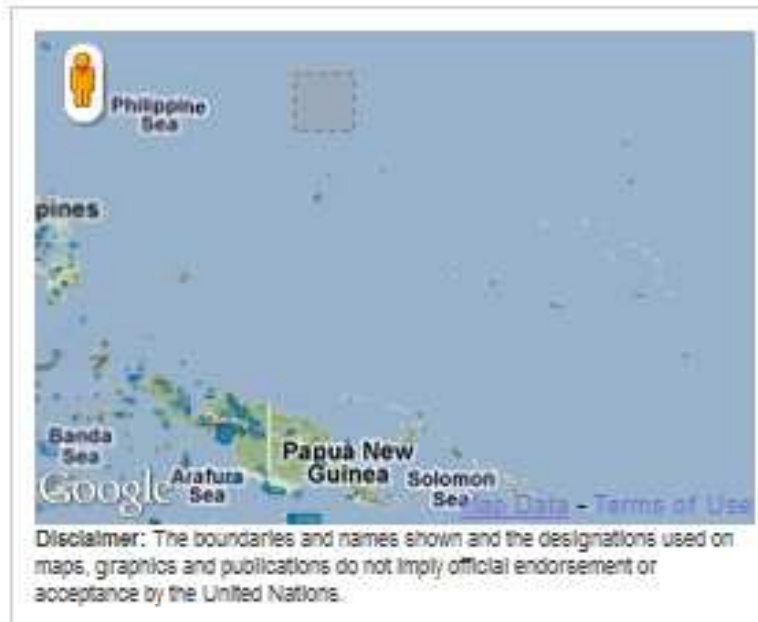 Philippine
Sea
pines
Banda
Sea
Arafura
Sea
Papua New
Guinea
Solomon
Sea
Google
Map Data - Terms of Use
Disclaimer: The boundaries and names shown and the designations used on
maps, graphics and publications do not imply official endorsement or
acceptance by the United Nations.